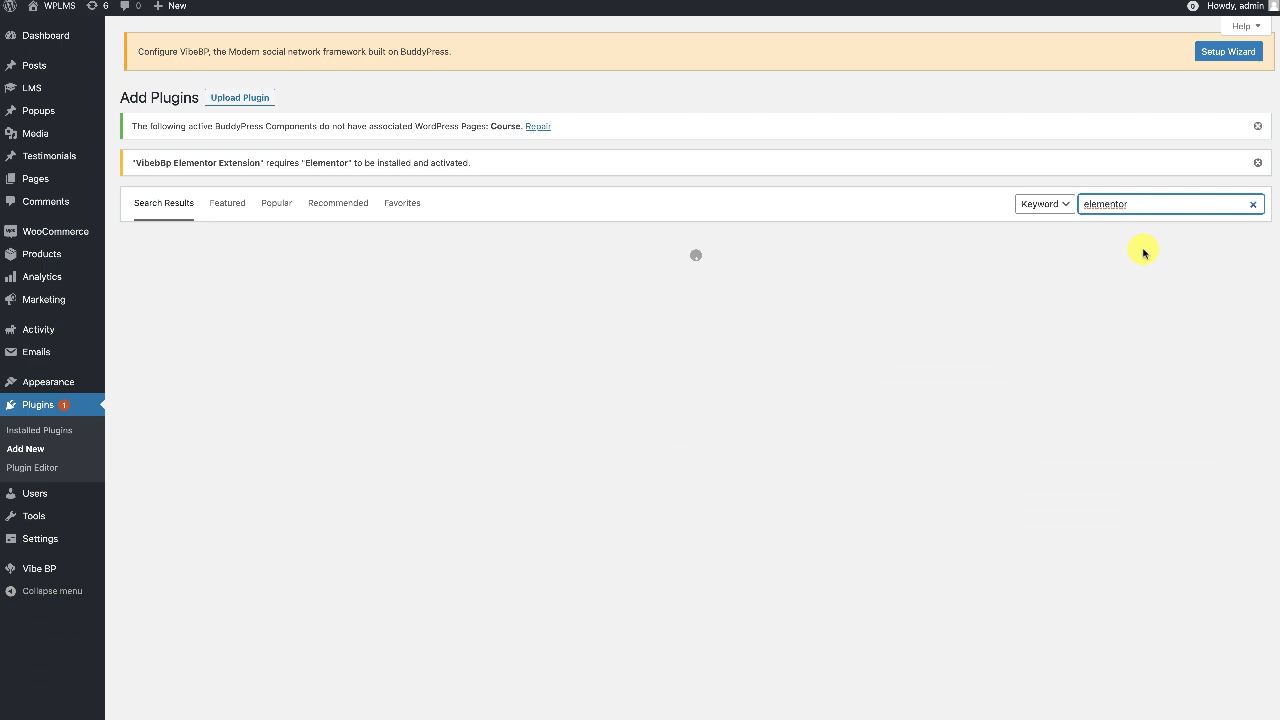 WPLMS 6 0 New
0 Howdy, admin
Help
Configure VibeBP, the Modern social network framework built on BuddyPress.
Setup Wizard
Add Plugins Upload Plugin
The following active BuddyPress Components do not have associated WordPress Pages: Course. Repair
"VibebBp Elementor Extension" requires "Elementor" to be installed and activated.
Search Results Featured Popular Recommended Favorites
Keyword elementor
Dashboard
Posts
LMS
Popups
Media
Testimonials
Pages
Comments
WooCommerce
Products
Analytics
Marketing
Activity
Emails
Appearance
Plugins 1
Installed Plugins
Add New
Plugin Editor
Users
Tools
Settings
Vibe BP
Collapse menu